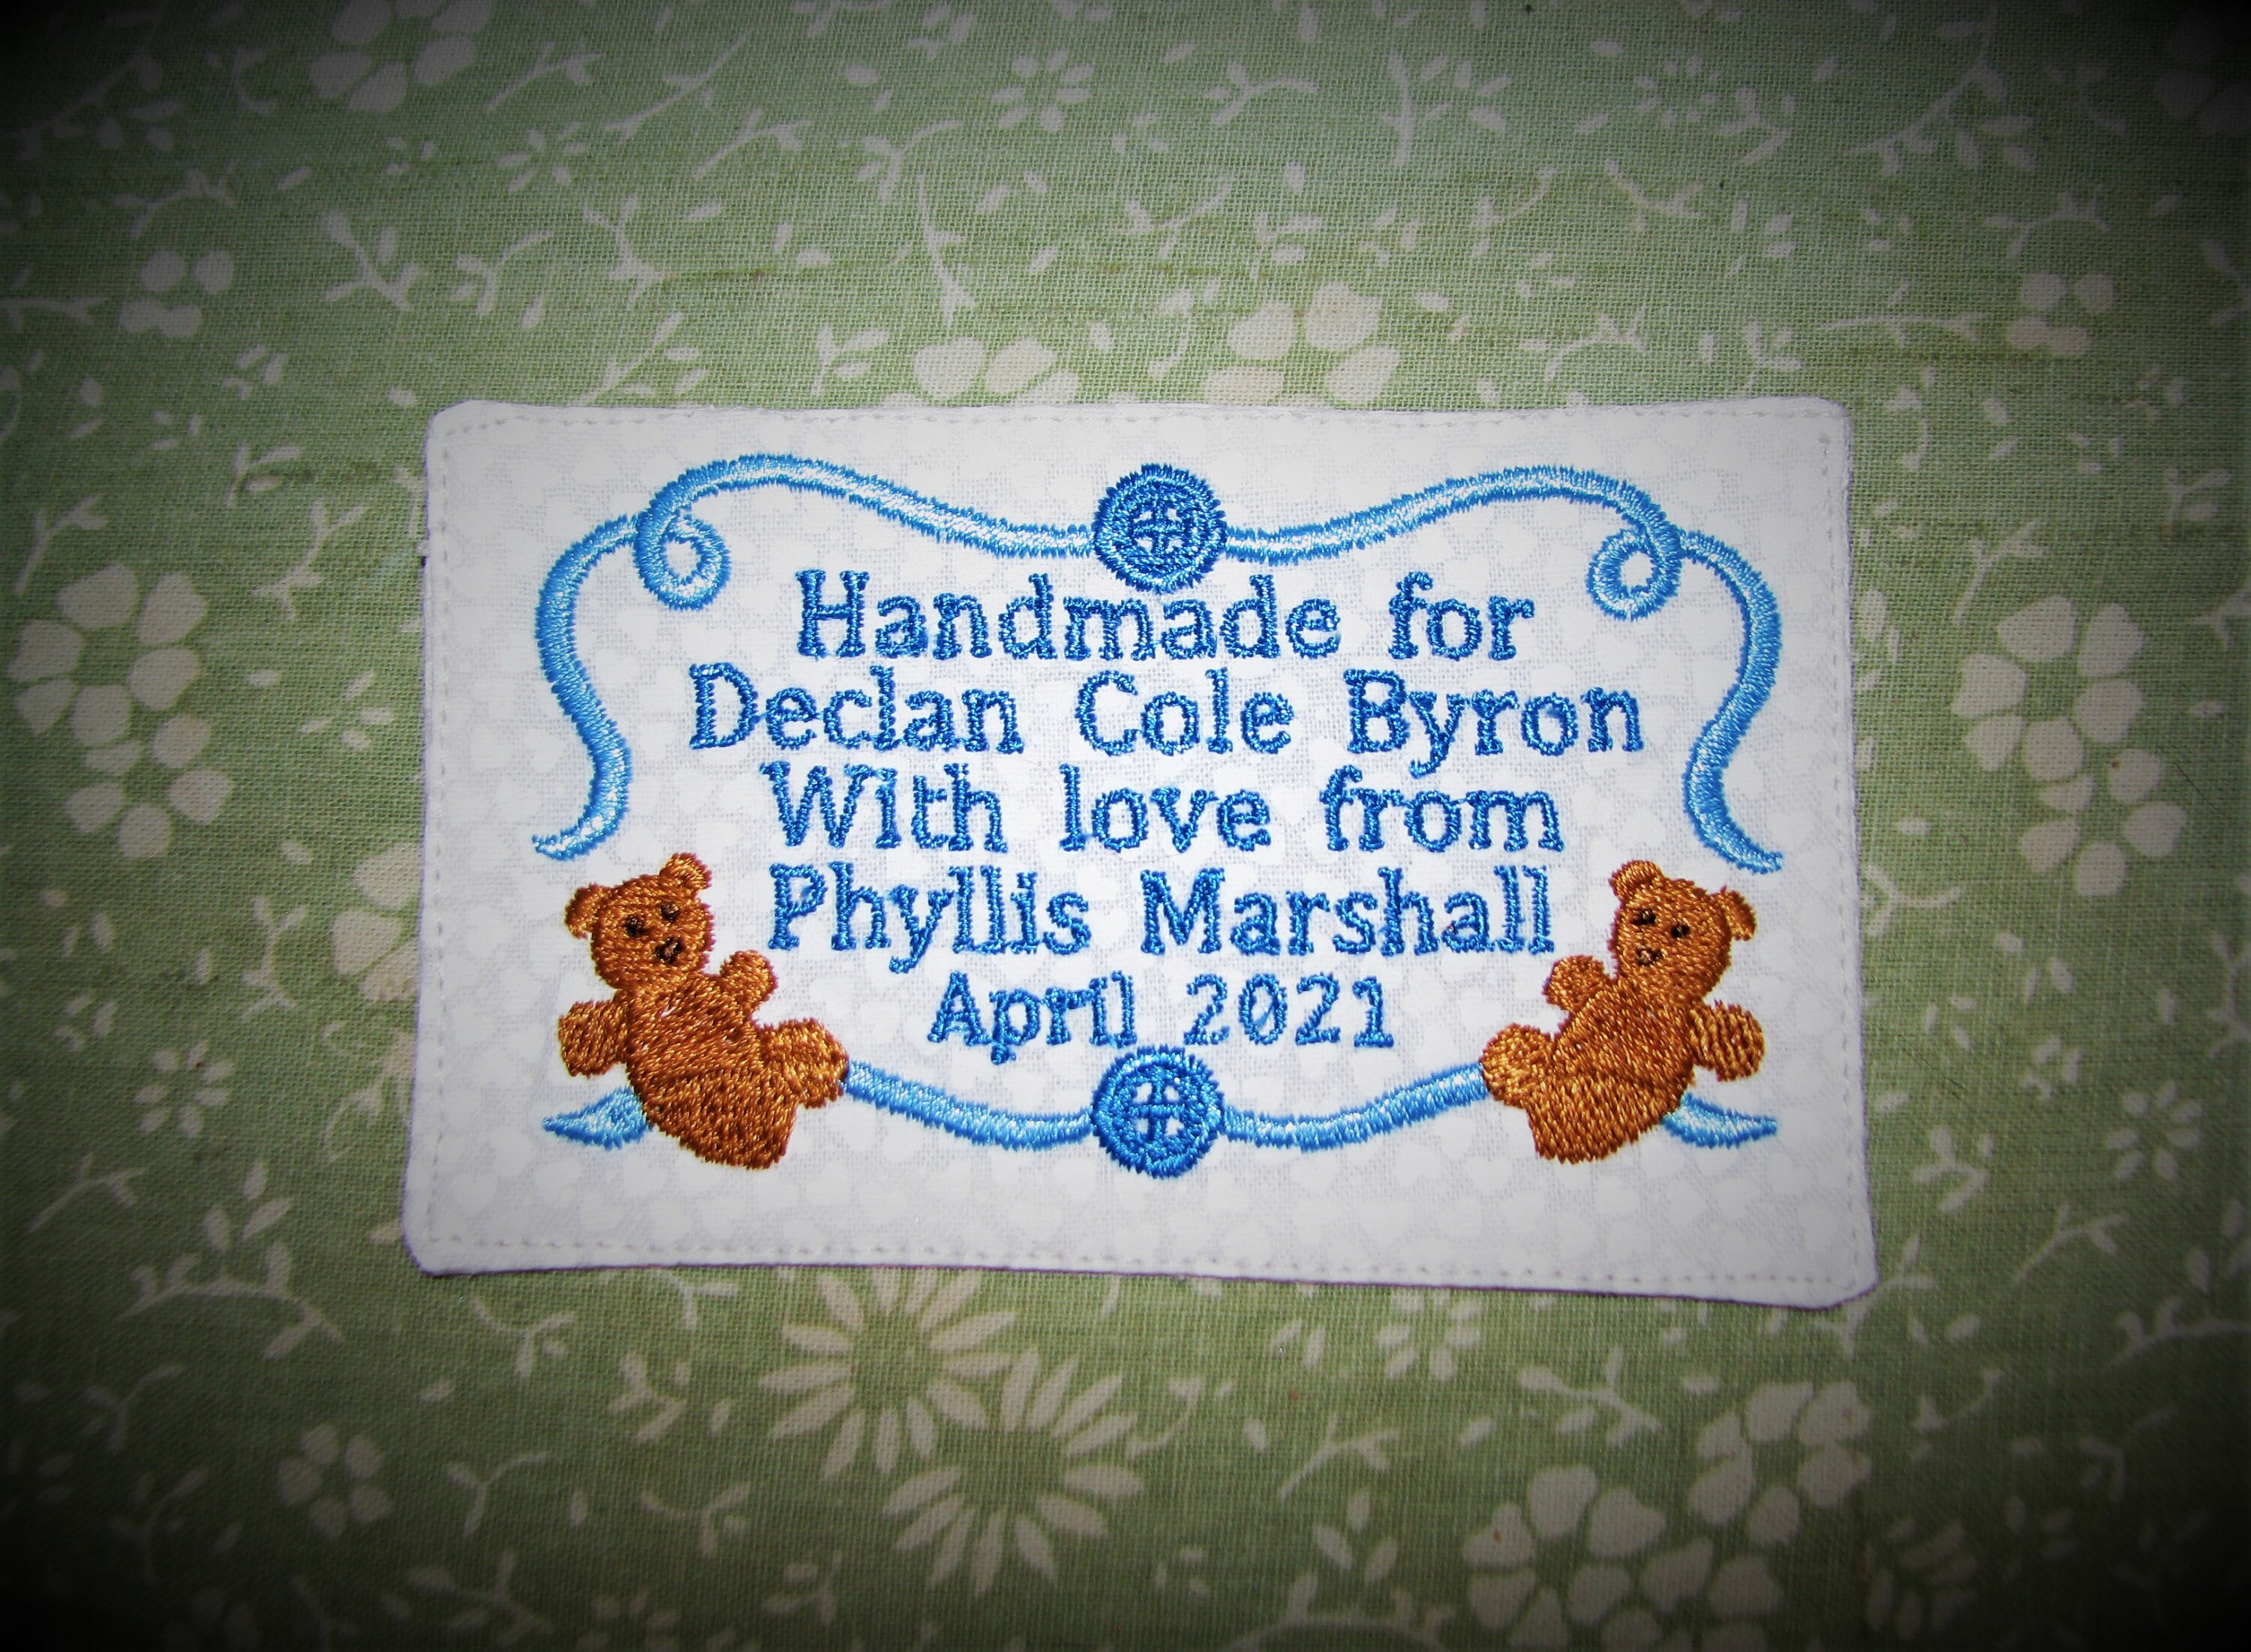 Handmade for
Declan Cole Byron
With love from
Phyllis Marshall
April 2021